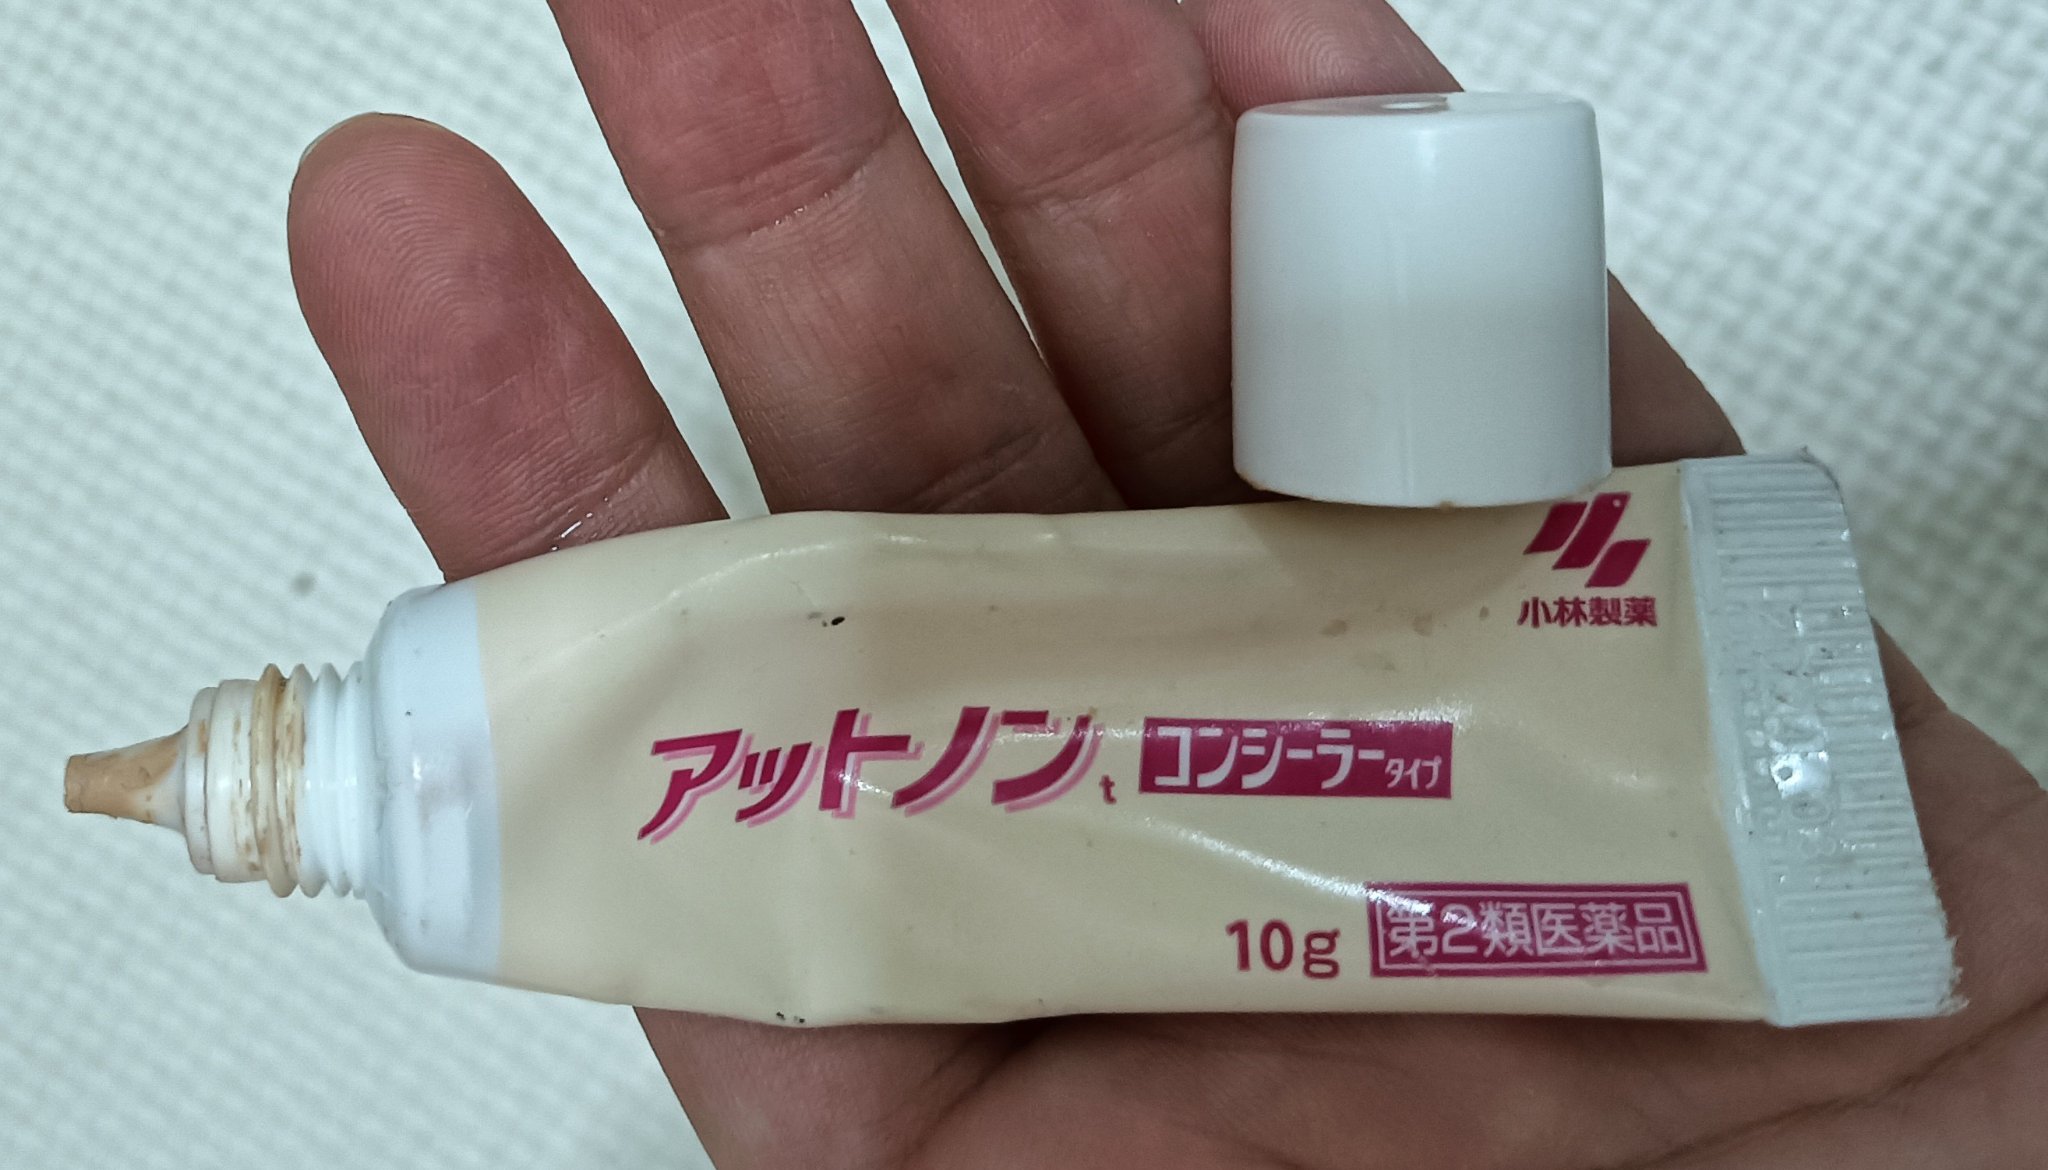 小林製薬
アットノンt コンシーラータイプ
10g 第2類医薬品